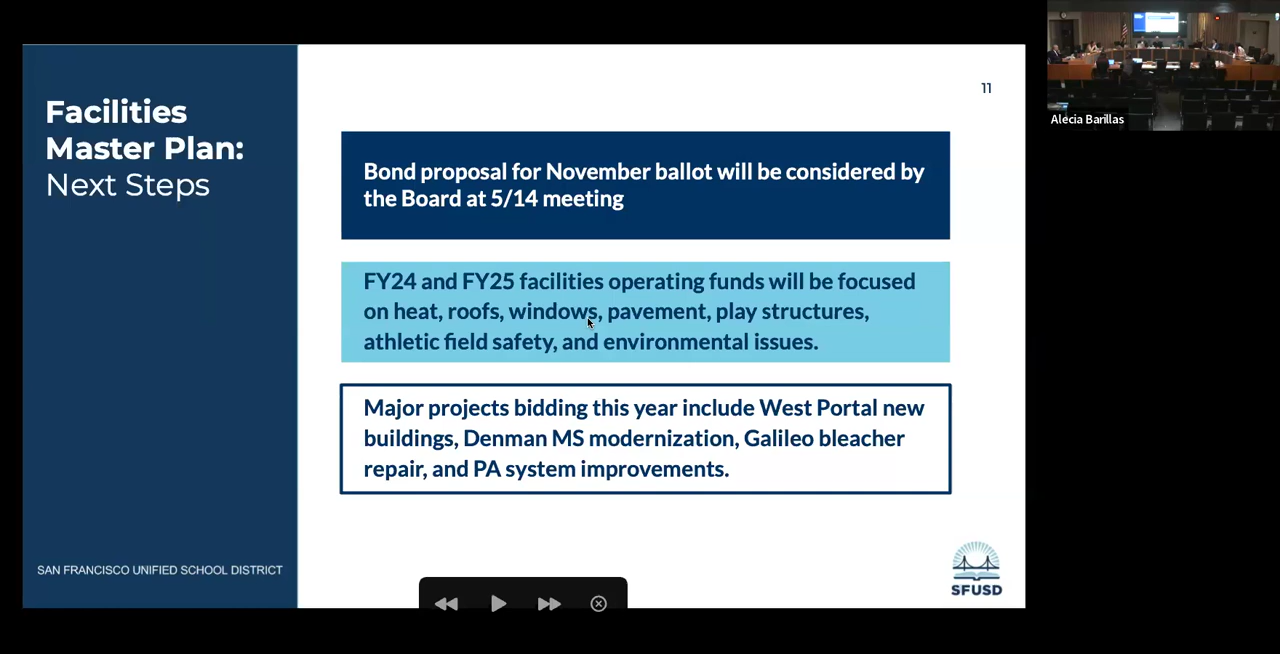 Facilities
Master Plan:
Next Steps
11
Bond proposal for November ballot will be considered by
the Board at 5/14 meeting
FY24 and FY25 facilities operating funds will be focused
on heat, roofs, windows, pavement, play structures,
athletic field safety, and environmental issues.
Major projects bidding this year include West Portal new
buildings, Denman MS modernization, Galileo bleacher
repair, and PA system improvements.
SAN FRANCISCO UNIFIED SCHOOL DISTRICT
SFUSD
Alecia Barillas